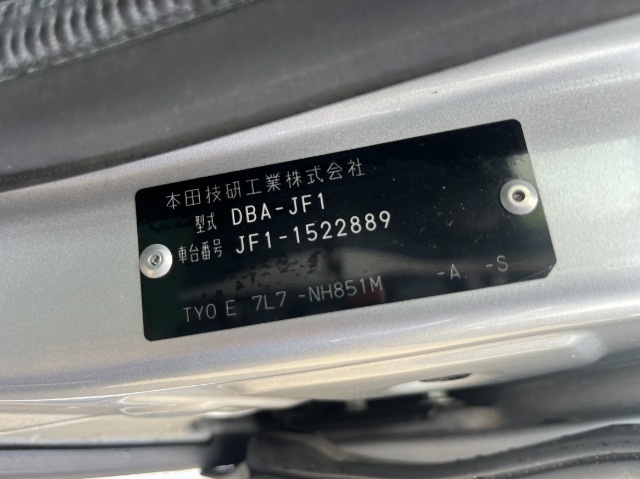 本田技研工業株式会社
型式 DBA-JF1
車台番号 JF1-1522889
TY0 E 7L7 -NH851M -A -S